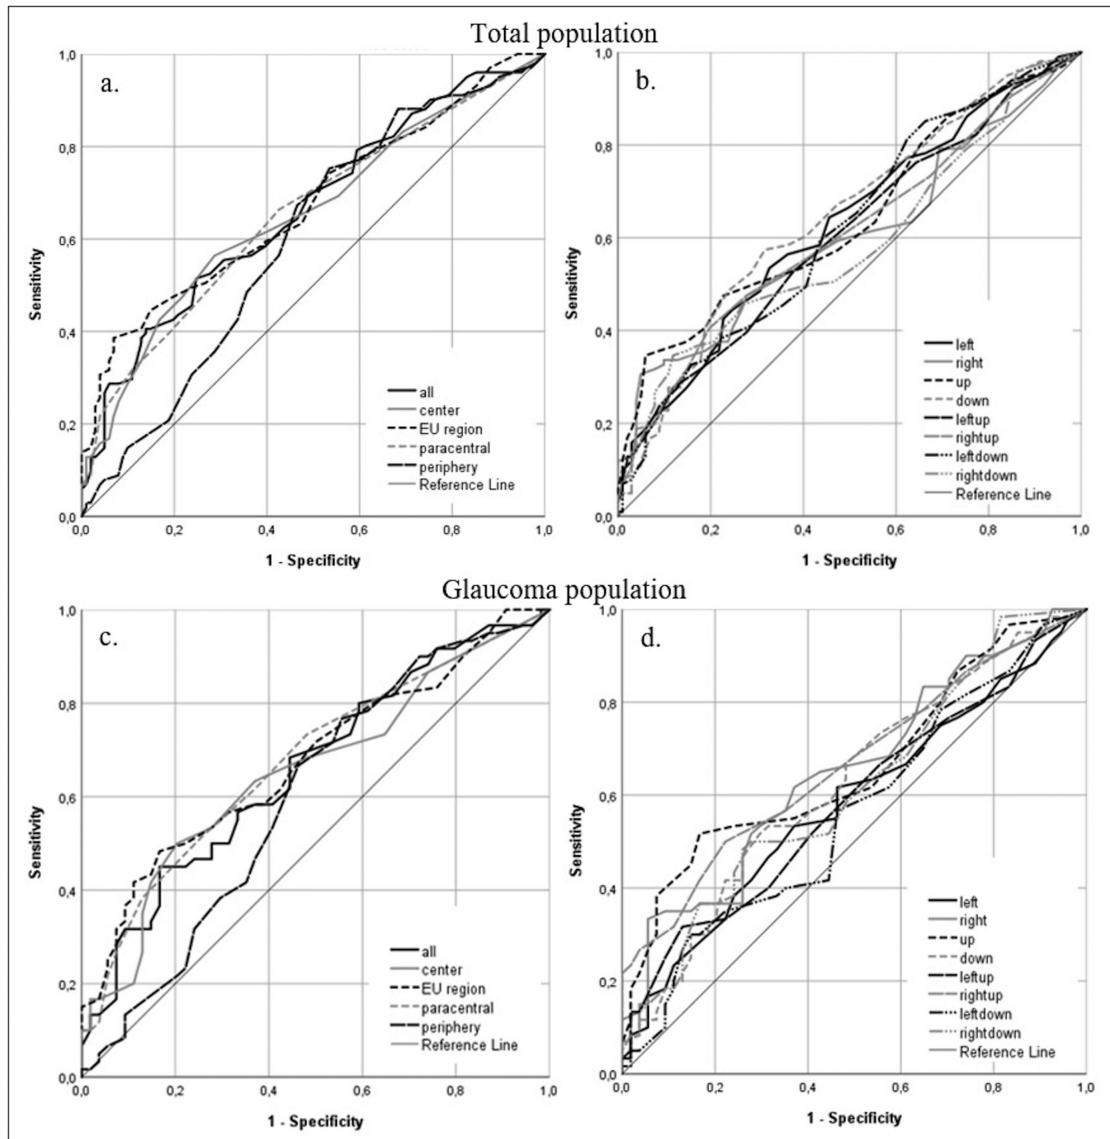 Total population
a.
1,0
0,8
0,6
0,4
0,2
0,0
Sensitivity
0,0 0,2 0,4 0,6 0,8 1,0
1 - Specificity
all
center
EU region
paracentral
periphery
Reference Line
b.
1,0
0,8
0,6
0,4
0,2
0,0
Sensitivity
0,0 0,2 0,4 0,6 0,8 1,0
1 - Specificity
left
right
up
down
leftup
rightup
leftdown
rightdown
Reference Line
Glaucoma population
c.
1,0
0,8
0,6
0,4
0,2
0,0
Sensitivity
0,0 0,2 0,4 0,6 0,8 1,0
1 - Specificity
all
center
EU region
paracentral
periphery
Reference Line
d.
1,0
0,8
0,6
0,4
0,2
0,0
Sensitivity
0,0 0,2 0,4 0,6 0,8 1,0
1 - Specificity
left
right
up
down
leftup
rightup
leftdown
rightdown
Reference Line